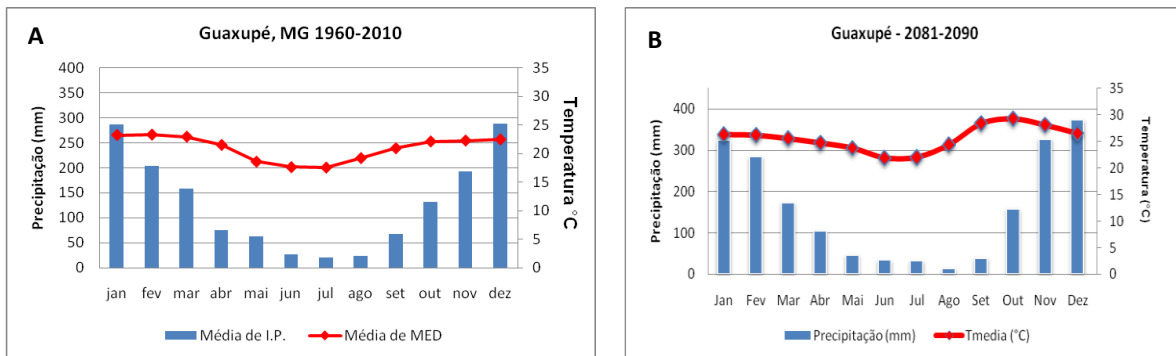 A
Guaxupé, MG 1960-2010
Precipitação (mm)
400
350
300
250
200
150
100
50
0
35
30
25
20
15
10
5
0
Temperatura °C
jan fev mar abr mai jun jul ago set out nov dez
Média de I.P. Média de MED
B
Guaxupé - 2081-2090
Precipitação (mm)
400
300
200
100
0
35
30
25
20
15
10
5
0
Temperatura (°C)
Jan Fev Mar Abr Mai Jun Jul Ago Set Out Nov Dez
Precipitação (mm) Tmedia (°C)